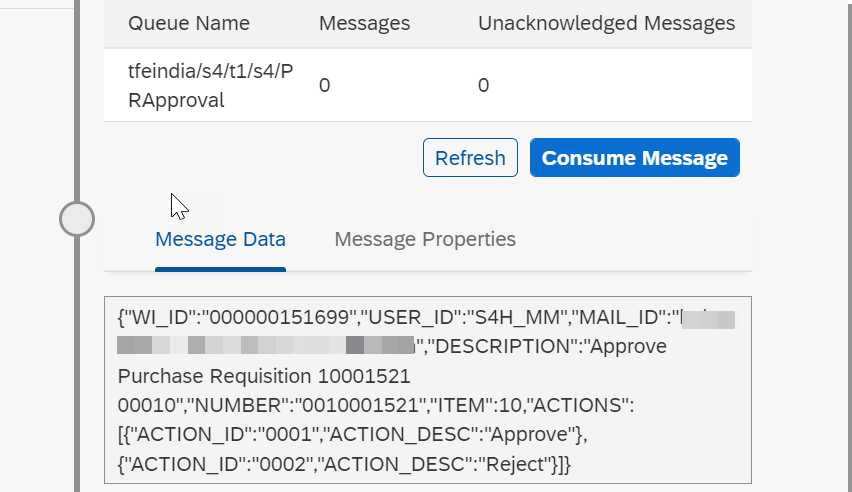 Queue Name Messages Unacknowledged Messages
tfeindia/s4/t1/s4/P
RApproval 0 0
Refresh Consume Message
Message Data Message Properties
{"WI_ID":"000000151699","USER_ID":"S4H_MM","MAIL_ID":"
","DESCRIPTION":"Approve
Purchase Requisition 10001521
00010","NUMBER":"0010001521","ITEM":10,"ACTIONS":
[{"ACTION_ID":"0001","ACTION_DESC":"Approve"},
{"ACTION_ID":"0002","ACTION_DESC":"Reject"}]}